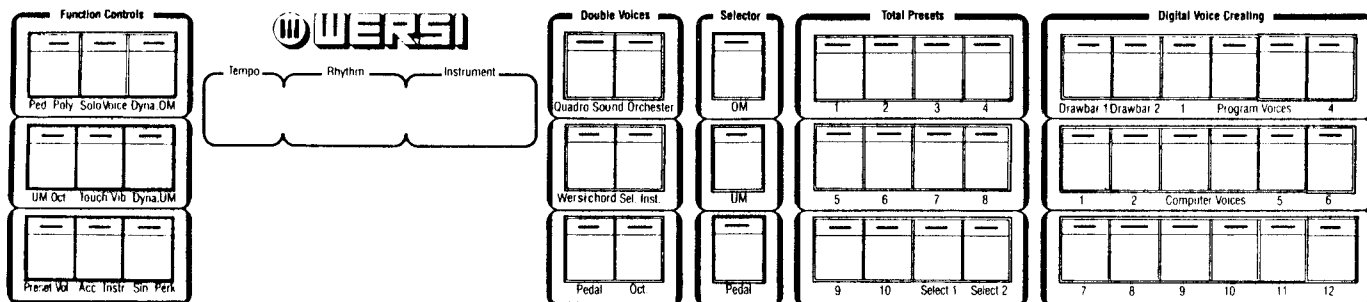 Function Controls
Ped Poly Solo Voice Dyna.OM
UM Oct Touch Vib Dyna.UM
Preset Vol Acc Instr Sin Perk
WERSI
Tempo Rhythm Instrument
Double Voices
Quadro Sound Orchester
Wersichord Sel. Inst.
Pedal Oct.
Selector
OM
UM
Pedal
Total Presets
1 2 3 4
5 6 7 8
9 10 Select 1 Select 2
Digital Voice Creating
Drawbar 1 Drawbar 2 1 Program Voices 4
1 2 Computer Voices 5 6
7 8 9 10 11 12